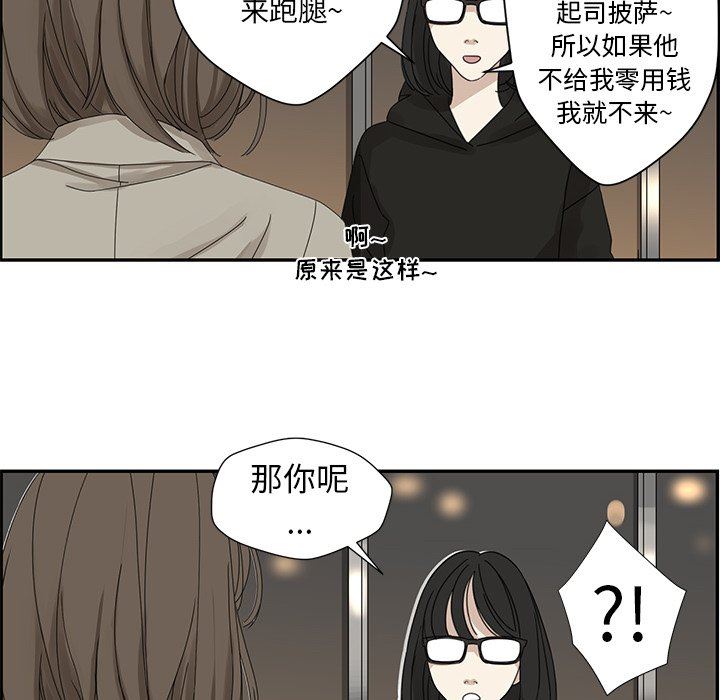 来跑腿~
起司披萨~
所以如果他
不给我零用钱
我就不来~
啊~
原来是这样~
那你呢
...
?!